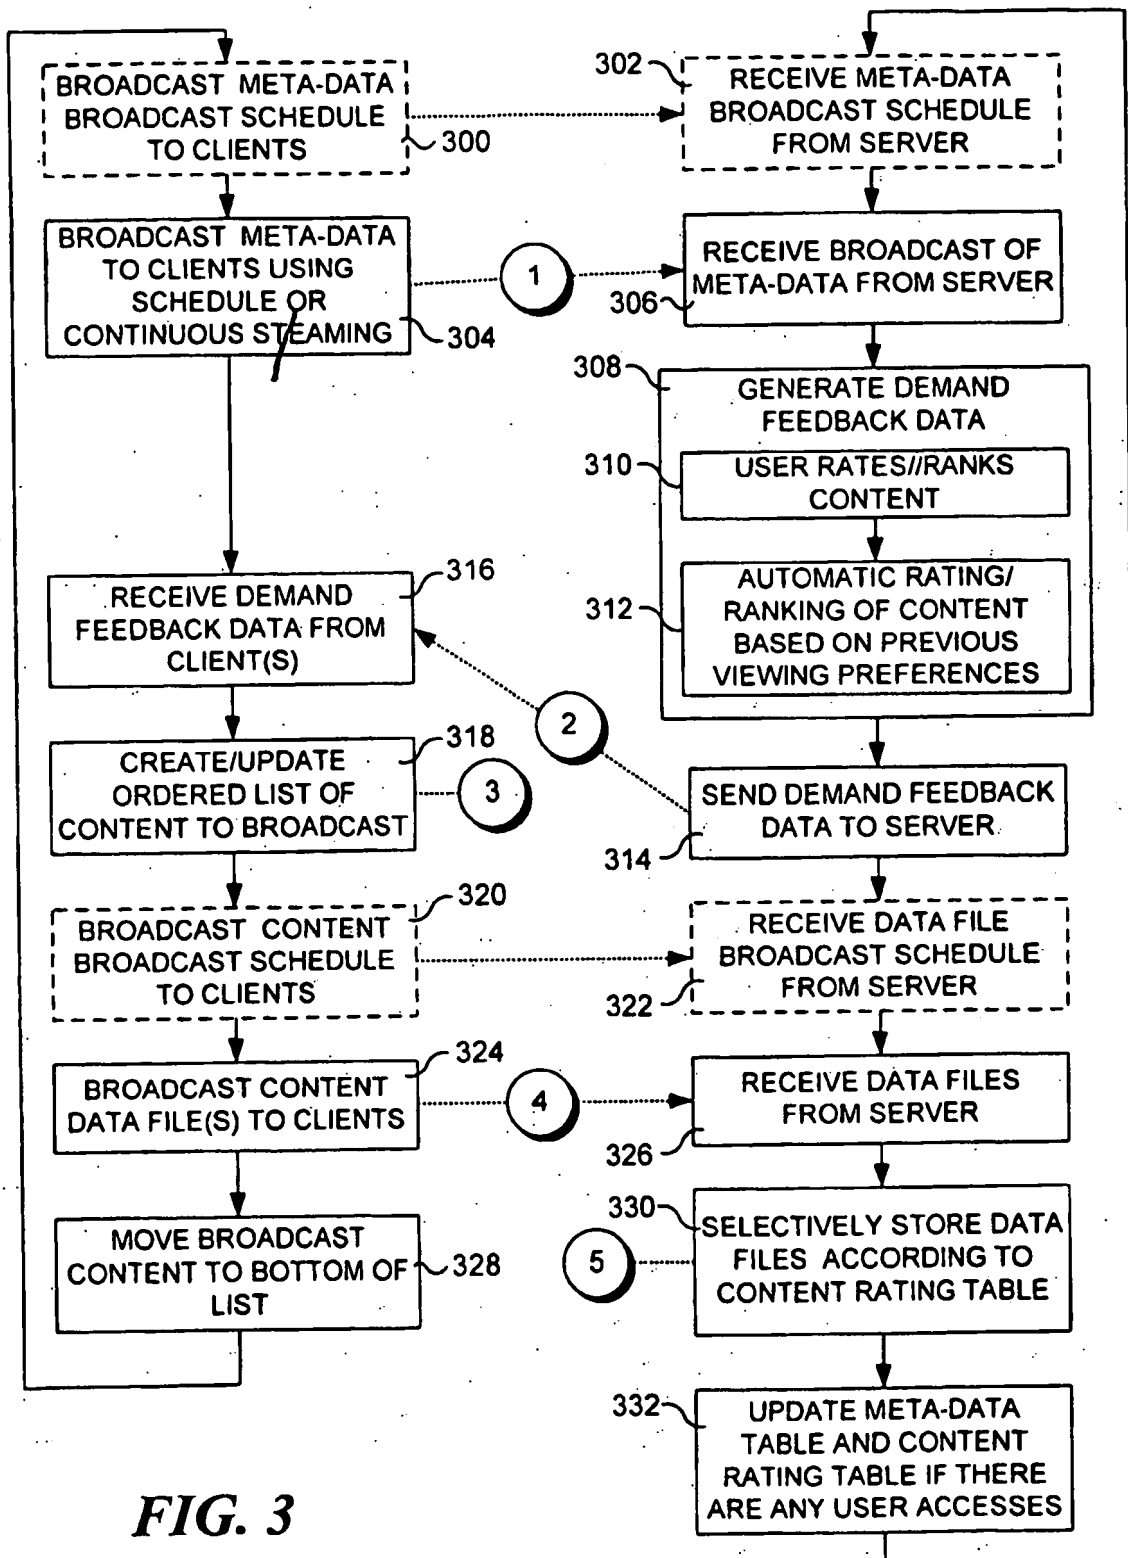 BROADCAST META-DATA
BROADCAST SCHEDULE
TO CLIENTS
300
302
RECEIVE META-DATA
BROADCAST SCHEDULE
FROM SERVER
BROADCAST META-DATA
TO CLIENTS USING
SCHEDULE OR
CONTINUOUS STEAMING
304
1
RECEIVE BROADCAST OF
META-DATA FROM SERVER
306
308
GENERATE DEMAND
FEEDBACK DATA
310
USER RATES//RANKS
CONTENT
312
AUTOMATIC RATING/
RANKING OF CONTENT
BASED ON PREVIOUS
VIEWING PREFERENCES
316
RECEIVE DEMAND
FEEDBACK DATA FROM
CLIENT(S)
2
318
CREATE/UPDATE
ORDERED LIST OF
CONTENT TO BROADCAST
3
SEND DEMAND FEEDBACK
DATA TO SERVER
314
320
BROADCAST CONTENT
BROADCAST SCHEDULE
TO CLIENTS
RECEIVE DATA FILE
BROADCAST SCHEDULE
FROM SERVER
322
324
BROADCAST CONTENT
DATA FILE(S) TO CLIENTS
4
RECEIVE DATA FILES
FROM SERVER
326
MOVE BROADCAST
CONTENT TO BOTTOM OF
LIST
328
330
SELECTIVELY STORE DATA
FILES ACCORDING TO
CONTENT RATING TABLE
5
332
UPDATE META-DATA
TABLE AND CONTENT
RATING TABLE IF THERE
ARE ANY USER ACCESSES
FIG. 3